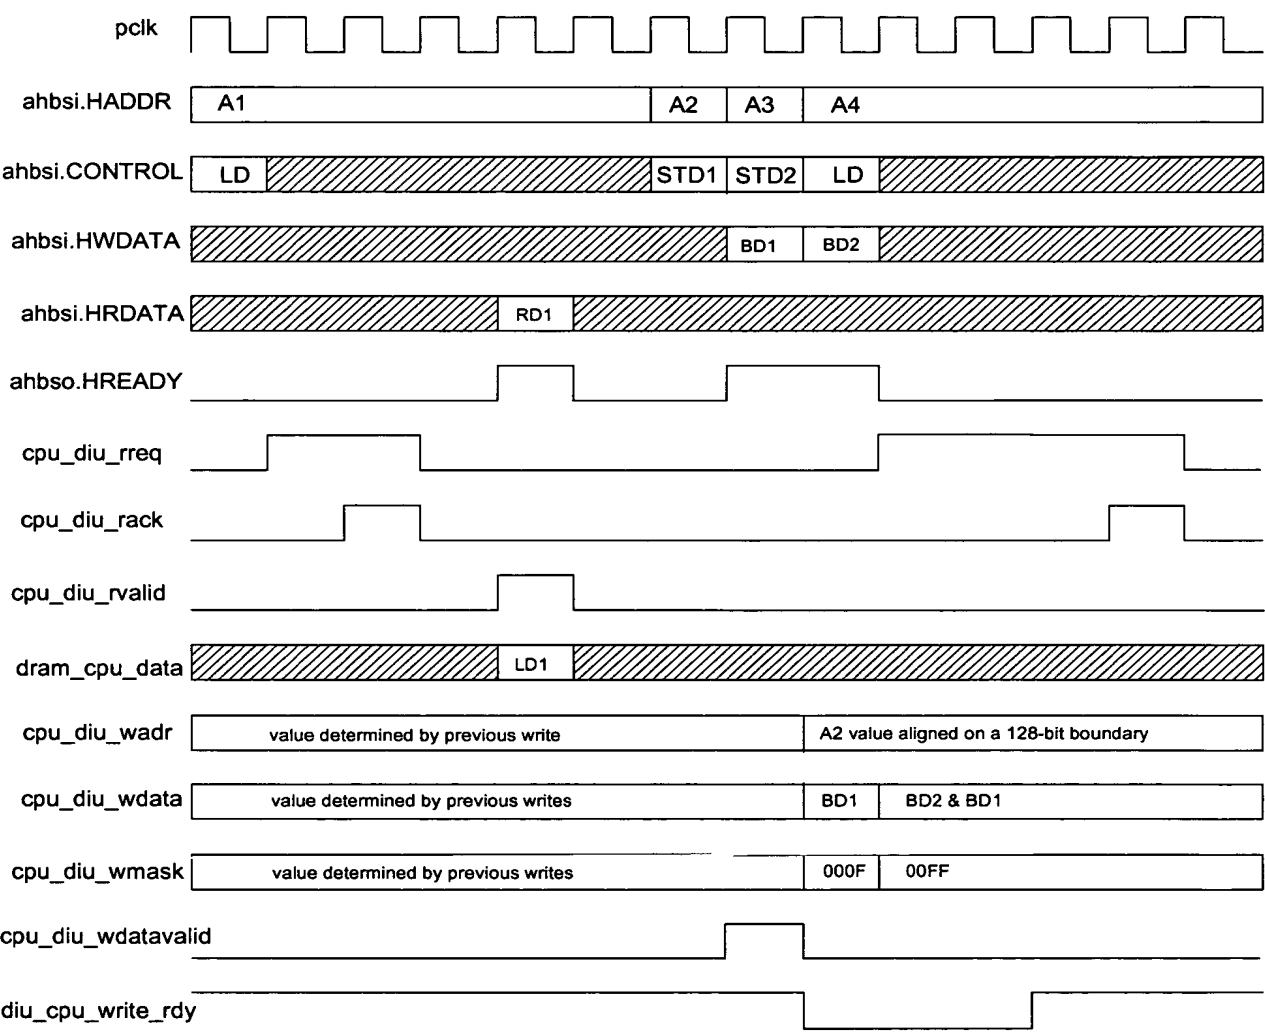 pclk
ahbsi.HADDR A1 A2 A3 A4
ahbsi.CONTROL LD STD1 STD2 LD
ahbsi.HWDATA BD1 BD2
ahbsi.HRDATA RD1
ahbso.HREADY
cpu_diu_rreq
cpu_diu_rack
cpu_diu_rvalid
dram_cpu_data LD1
cpu_diu_wadr value determined by previous write A2 value aligned on a 128-bit boundary
cpu_diu_wdata value determined by previous writes BD1 BD2 & BD1
cpu_diu_wmask value determined by previous writes 000F 00FF
cpu_diu_wdatavalid
diu_cpu_write_rdy